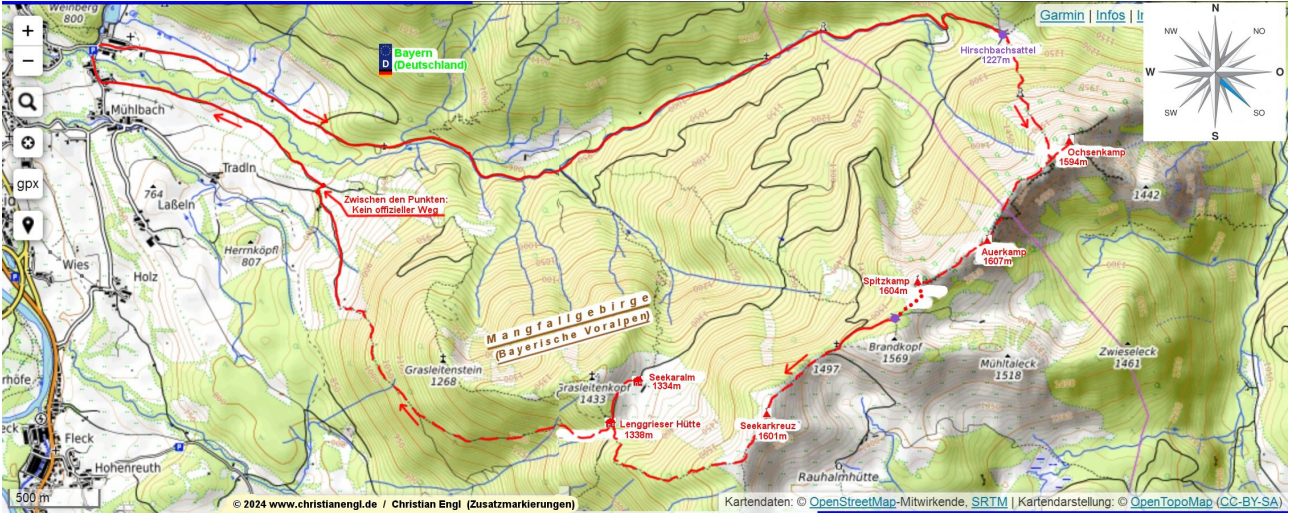 Weinberg
800
+
−
gpx
D
Bayern
(Deutschland)
Garmin | Infos |
N
NW
NO
W
O
SW
SO
S
Hirschbachsattel
1227m
Mühlbach
Ochsenkamp
1594m
1442
Tradln
764
Laßeln
Zwischen den Punkten:
Kein offizieller Weg
Herrnköpfl
807
Wies
Holz
Auerkamp
1607m
Spitzkamp
1604m
Mangfallgebirge
(Bayerische Voralpen)
Brandkopf
1569
Mühltaleck
1518
Zwieseleck
1461
1497
Grasleitenstein
1268
Grasleitenkopf
1433
Seekaralm
1334m
Lenggrieser Hütte
1338m
Seekarkreuz
1601m
Rauhalmhütte
Fleck
Hohenreuth
500 m
© 2024 www.christianengl.de / Christian Engl (Zusatzmarkierungen)
Kartendaten: © OpenStreetMap-Mitwirkende, SRTM | Kartendarstellung: © OpenTopoMap (CC-BY-SA)